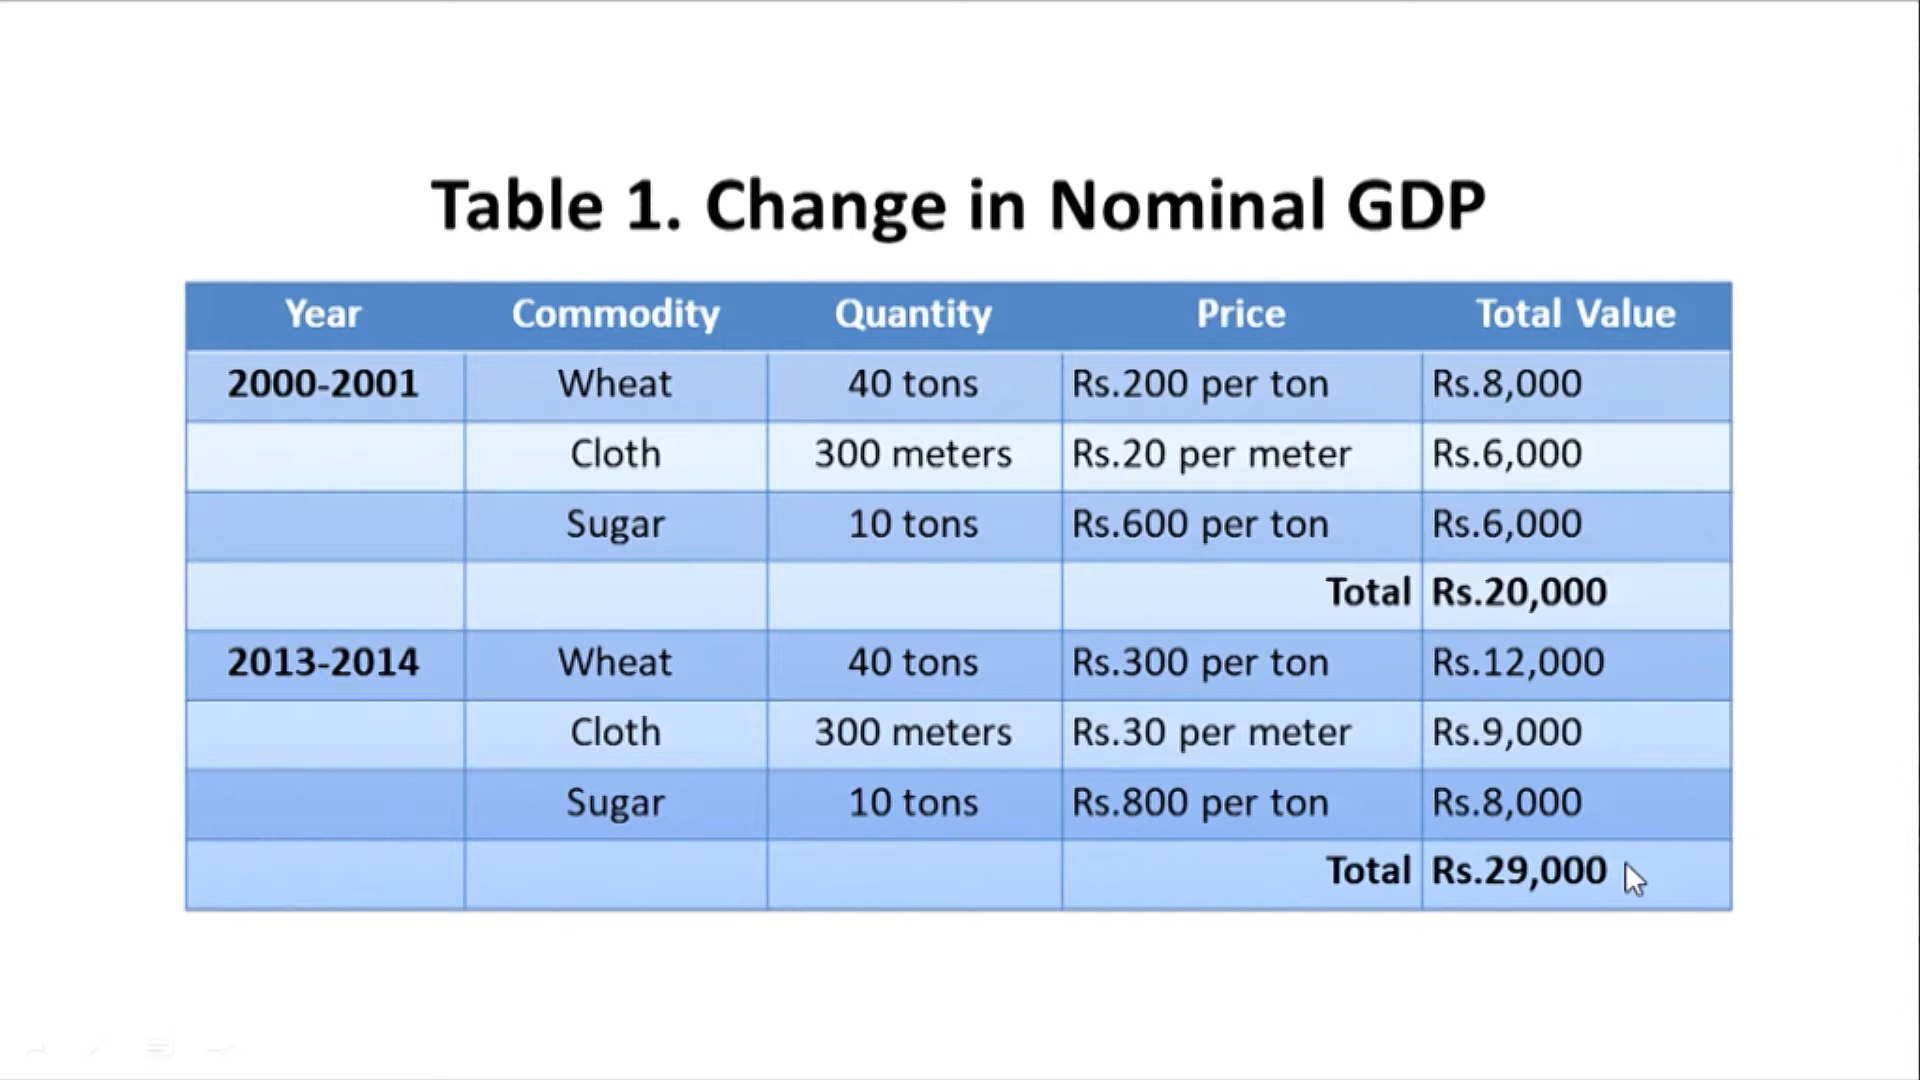 Table 1. Change in Nominal GDP
Year Commodity Quantity Price Total Value
2000-2001 Wheat 40 tons Rs.200 per ton Rs.8,000
Cloth 300 meters Rs.20 per meter Rs.6,000
Sugar 10 tons Rs.600 per ton Rs.6,000
Total Rs.20,000
2013-2014 Wheat 40 tons Rs.300 per ton Rs.12,000
Cloth 300 meters Rs.30 per meter Rs.9,000
Sugar 10 tons Rs.800 per ton Rs.8,000
Total Rs.29,000